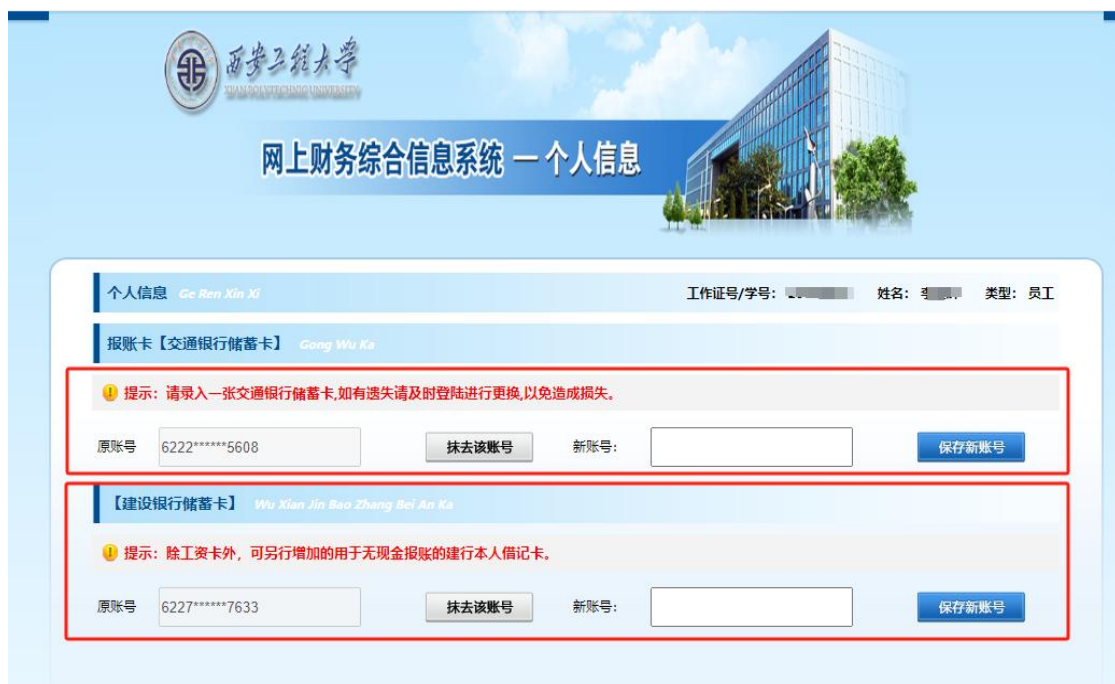 西安工程大学
XI'AN POLYTECHNIC UNIVERSITY
网上财务综合信息系统 — 个人信息
个人信息 Ge Ren Xin Xi 工作证号/学号： 姓名： 类型： 员工
报账卡【交通银行储蓄卡】 Gong Wu Ka
提示：请录入一张交通银行储蓄卡,如有遗失请及时登陆进行更换,以免造成损失。
原账号 6222******5608 抹去该账号 新账号： 保存新账号
【建设银行储蓄卡】 Wu Xian Jin Bao Zhang Bei An Ka
提示：除工资卡外，可另行增加的用于无现金报账的建行本人借记卡。
原账号 6227******7633 抹去该账号 新账号： 保存新账号